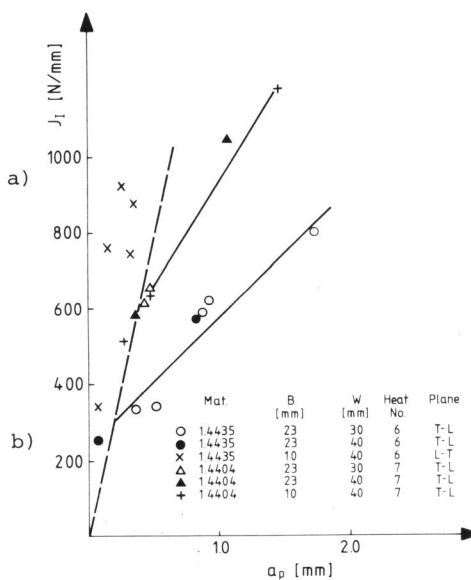 J_I [N/mm]
1000
a)
800
600
400
b)
200
1.0
2.0
a_p [mm]
Mat. B [mm] W [mm] Heat No. Plane
○ 1.4435 23 30 6 T-L
● 1.4435 23 40 6 T-L
× 1.4435 10 40 6 L-T
△ 1.4404 23 30 7 T-L
▲ 1.4404 23 40 7 T-L
+ 1.4404 10 40 7 T-L